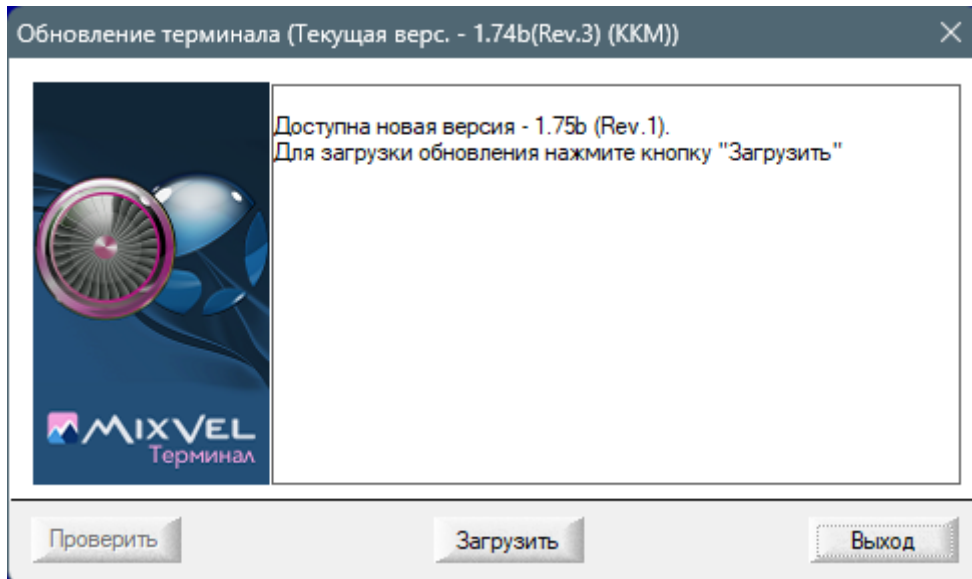 Обновление терминала (Текущая верс. - 1.74b(Rev.3) (ККМ))
Доступна новая версия - 1.75b (Rev.1).
Для загрузки обновления нажмите кнопку "Загрузить"
MIXVEL
Терминал
Проверить
Загрузить
Выход